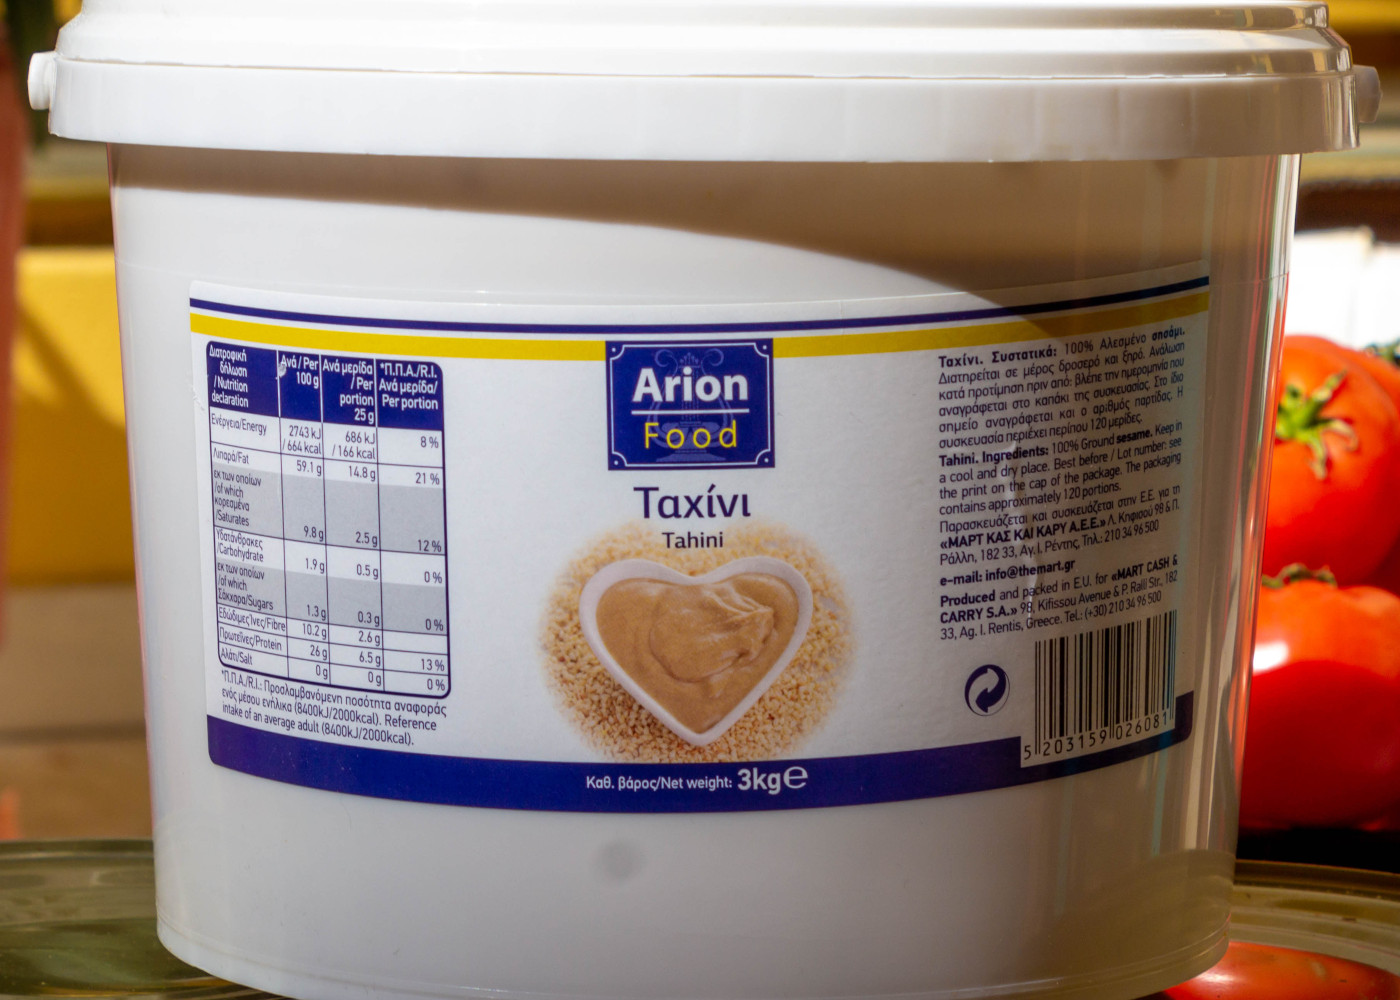 Διατροφική δήλωση /Nutrition declaration
Ανά / Per 100 g
Ανά μερίδα / Per portion 25 g
*Π.Π.Α./R.I. Ανά μερίδα/ Per portion
Ενέργεια/Energy 2743 kJ / 664 kcal 686 kJ / 166 kcal 8 %
Λιπαρά/Fat 59.1 g 14.8 g 21 %
εκ των οποίων /of which κορεσμένα /Saturates 9.8 g 2.5 g 12 %
Υδατάνθρακες /Carbohydrate 1.9 g 0.5 g 0 %
εκ των οποίων /of which Σάκχαρα/Sugars 1.3 g 0.3 g 0 %
Εδώδιμες Ίνες/Fibre 10.2 g 2.6 g
Πρωτεΐνες/Protein 26 g 6.5 g 13 %
Αλάτι/Salt 0 g 0 g 0 %
*Π.Π.Α./R.I.: Προσλαμβανόμενη ποσότητα αναφοράς
ενός μέσου ενήλικα (8400kJ/2000kcal). Reference
intake of an average adult (8400kJ/2000kcal).
Arion
Food
Ταχίνι
Tahini
Καθ. βάρος/Net weight: 3kg℮
Ταχίνι. Συστατικά: 100% Αλεσμένο σησάμι.
Διατηρείται σε μέρος δροσερό και ξηρό. Ανάλωση
κατά προτίμηση πριν από: βλέπε την ημερομηνία που
αναγράφεται στο καπάκι της συσκευασίας. Στο ίδιο
σημείο αναγράφεται και ο αριθμός παρτίδας. Η
συσκευασία περιέχει περίπου 120 μερίδες.
Tahini. Ingredients: 100% Ground sesame. Keep in
a cool and dry place. Best before / Lot number: see
the print on the cap of the package. The packaging
contains approximately 120 portions.
Παρασκευάζεται και συσκευάζεται στην Ε.Ε. για τη
«ΜΑΡΤ ΚΑΣ ΚΑΙ ΚΑΡΥ Α.Ε.Ε.» Λ. Κηφισού 98 & Π.
Ράλλη, 182 33, Αγ. Ι. Ρέντης, Τηλ.: 210 34 96 500
e-mail: info@themart.gr
Produced and packed in E.U. for «MART CASH &
CARRY S.A.» 98, Kifissou Avenue & P. Ralli Str., 182
33, Ag. I. Rentis, Greece. Tel.: (+30) 210 34 96 500
5 203159 026081